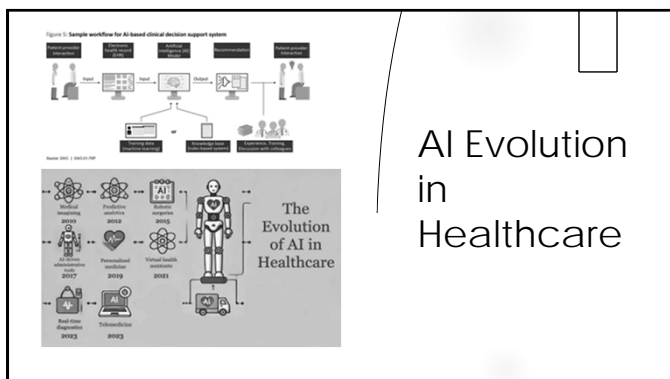 Figure 5: Sample workflow for AI-based clinical decision support system
Patient-provider
interaction
Electronic
health record
(EHR)
Artificial
intelligence (AI)
Model
Recommendation
Patient-provider
interaction
Input
Input
Output
or
Training data
(machine learning)
Knowledge base
(rules-based system)
Experience, Training,
Discussion with colleagues
Source: GAO. | GAO-21-7SP
Medical
imagining
2010
Predictive
analytics
2012
AI
Robotic
surgeries
2015
AI-driven
administrative
tools
2017
Personalised
medicine
2019
Virtual health
assistants
2021
Real-time
diagnostics
2023
AI
Telemedicine
2023
The
Evolution
of AI in
Healthcare
AI Evolution
in
Healthcare